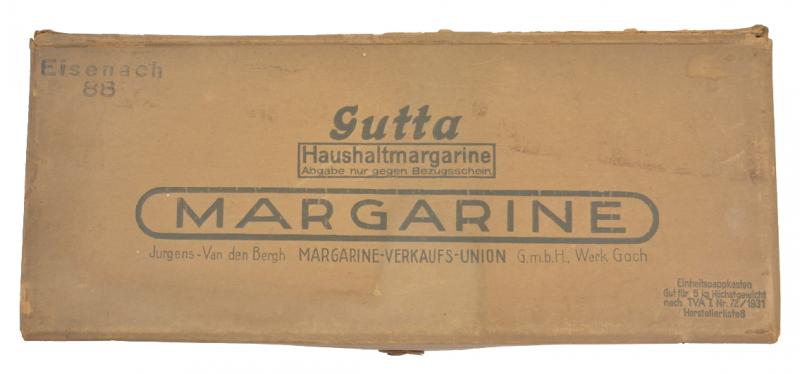 Eisenach
88
Gutta
Haushaltmargarine
Abgabe nur gegen Bezugsschein.
MARGARINE
Jurgens-Van den Bergh MARGARINE-VERKAUFS-UNION G.m.b.H., Werk Goch
Einheitspappkasten
Gut für 5 kg Höchstgewicht
nach TVA I Nr. 72/1931
Herstellerliste 8